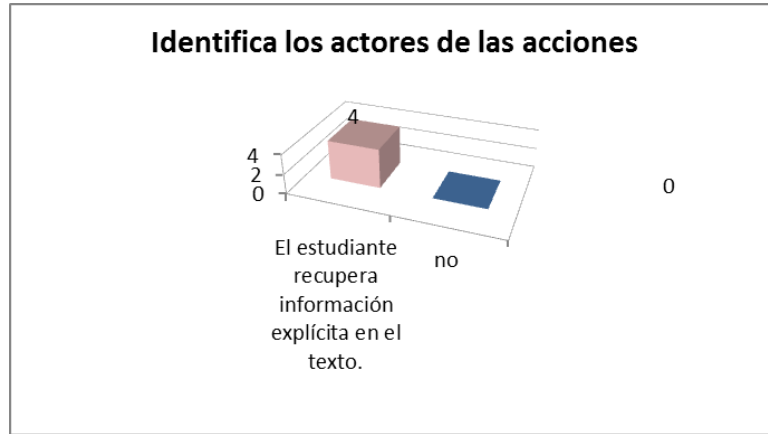 Identifica los actores de las acciones
4
4
2
0
0
El estudiante
recupera
información
explícita en el
texto.
no